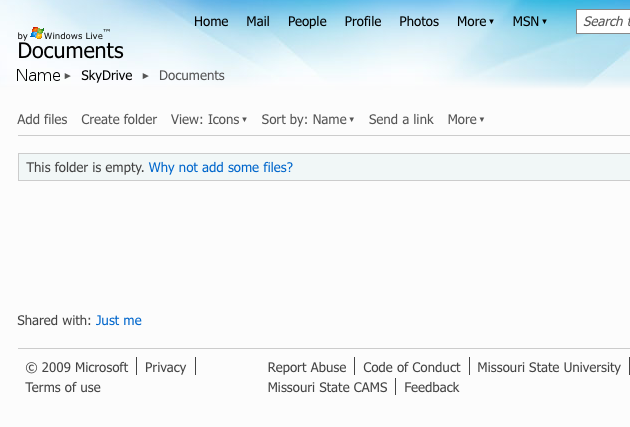 Home Mail People Profile Photos More ▾ MSN ▾ Search t
by Windows Live™
Documents
Name ▸ SkyDrive ▸ Documents
Add files Create folder View: Icons ▾ Sort by: Name ▾ Send a link More ▾
This folder is empty. Why not add some files?
Shared with: Just me
© 2009 Microsoft | Privacy | Report Abuse | Code of Conduct | Missouri State University |
Terms of use Missouri State CAMS | Feedback